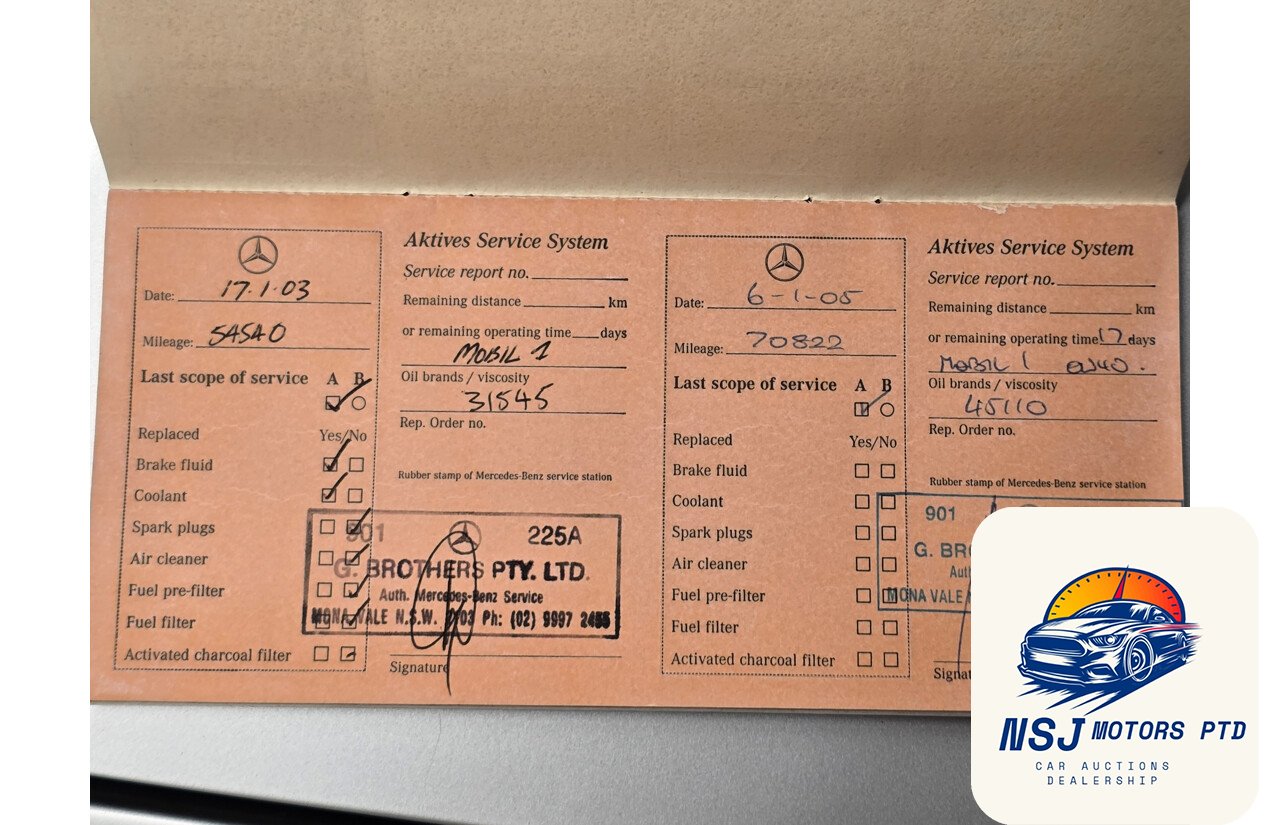 Aktives Service System
Date: 17.1.03
Mileage: 54540
Last scope of service A B
Replaced Yes/No
Brake fluid
Coolant
Spark plugs
Air cleaner
Fuel pre-filter
Fuel filter
Activated charcoal filter
Service report no.
Remaining distance km
or remaining operating time days
MOBIL 1
Oil brands / viscosity
31545
Rep. Order no.
Rubber stamp of Mercedes-Benz service station
901 225A
G. BROTHERS PTY. LTD.
Auth. Mercedes-Benz Service
MONA VALE N.S.W. 2103 Ph: (02) 9997 2455
Signature
Aktives Service System
Date: 6-1-05
Mileage: 70822
Last scope of service A B
Replaced Yes/No
Brake fluid
Coolant
Spark plugs
Air cleaner
Fuel pre-filter
Fuel filter
Activated charcoal filter
Service report no.
Remaining distance km
or remaining operating time 17 days
MOBIL 1
Oil brands / viscosity
45110
Rep. Order no.
Rubber stamp of Mercedes-Benz service station
901
G.
MONA VALE
NSJ MOTORS PTD
CAR AUCTIONS
DEALERSHIP